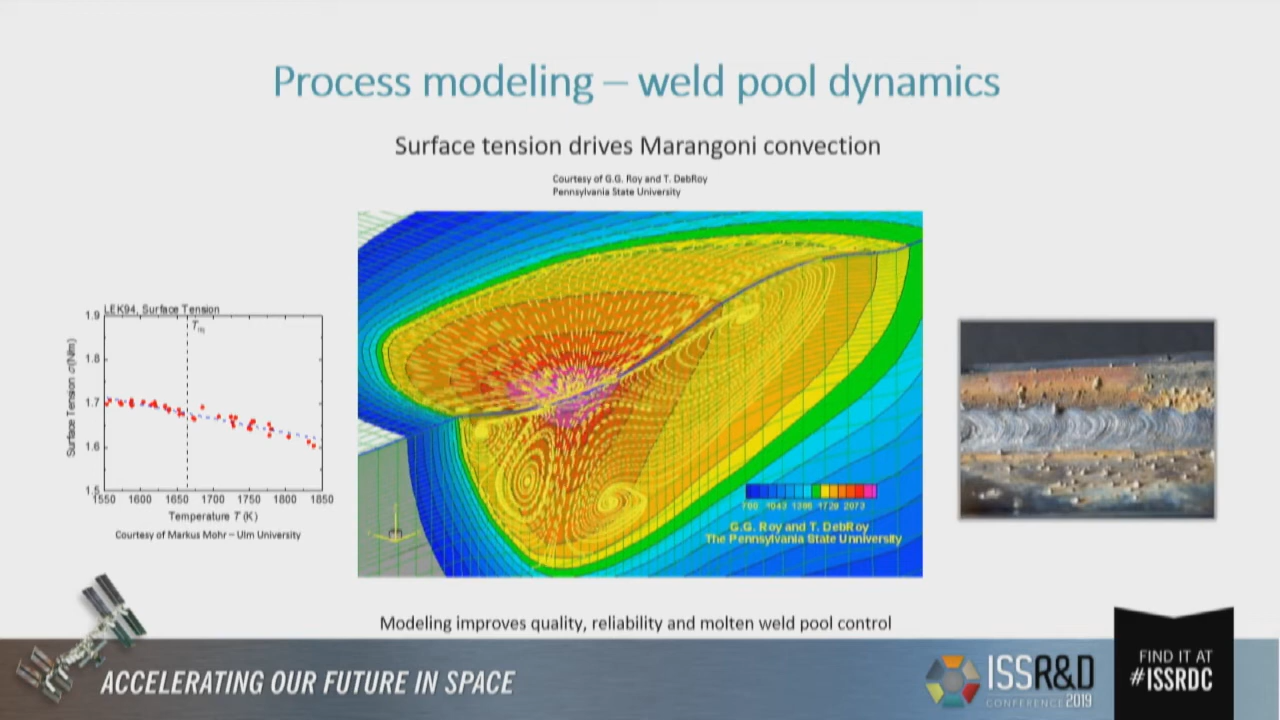 Process modeling – weld pool dynamics
Surface tension drives Marangoni convection
Courtesy of G.G. Roy and T. DebRoy
Pennsylvania State University
LEK94, Surface Tension
T
Surface Tension σ(N/m)
1.9
1.8
1.7
1.6
1.5
1550 1600 1650 1700 1750 1800 1850
Temperature T (K)
Courtesy of Markus Mohr – Ulm University
G.G. Roy and T. DebRoy
The Pennsylvania State Unniversity
Modeling improves quality, reliability and molten weld pool control
ACCELERATING OUR FUTURE IN SPACE
ISSR&D
CONFERENCE 2019
FIND IT AT
#ISSRDC